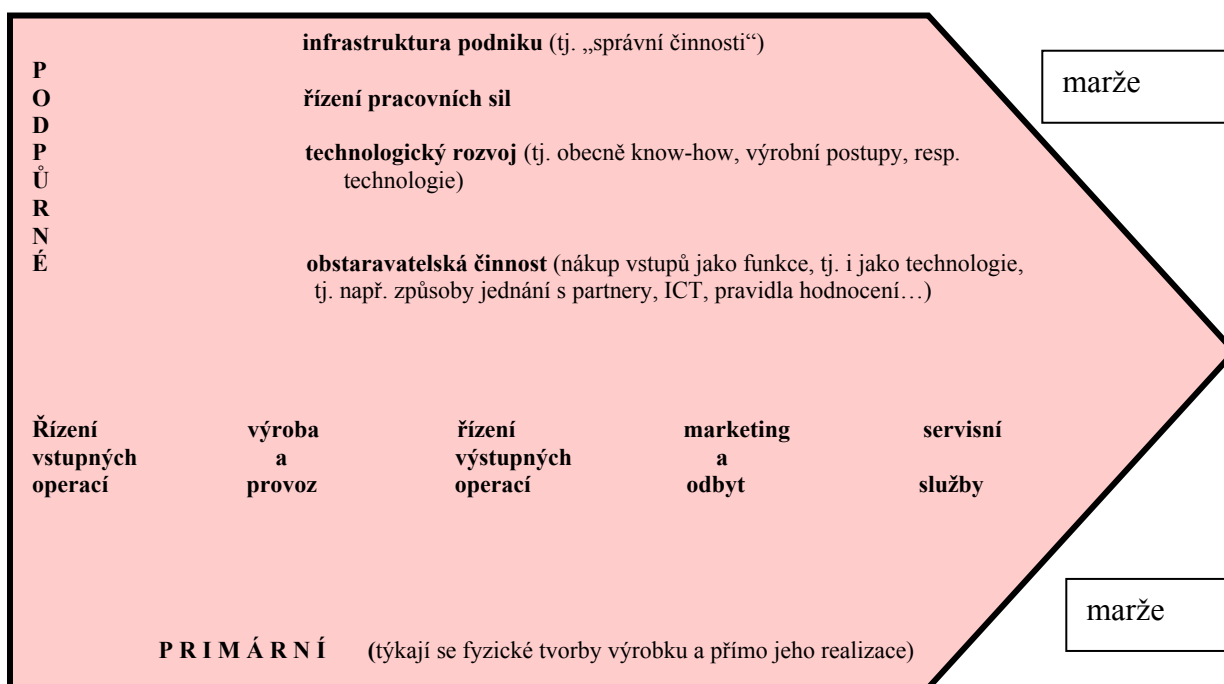 infrastruktura podniku (tj. „správní činnosti“)
marže
P
O
D
P
Ů
R
N
É
řízení pracovních sil
technologický rozvoj (tj. obecně know-how, výrobní postupy, resp.
technologie)
obstaravatelská činnost (nákup vstupů jako funkce, tj. i jako technologie,
tj. např. způsoby jednání s partnery, ICT, pravidla hodnocení…)
Řízení výroba řízení marketing servisní
vstupných a výstupných a
operací provoz operací odbyt služby
marže
P R I M Á R N Í (týkají se fyzické tvorby výrobku a přímo jeho realizace)